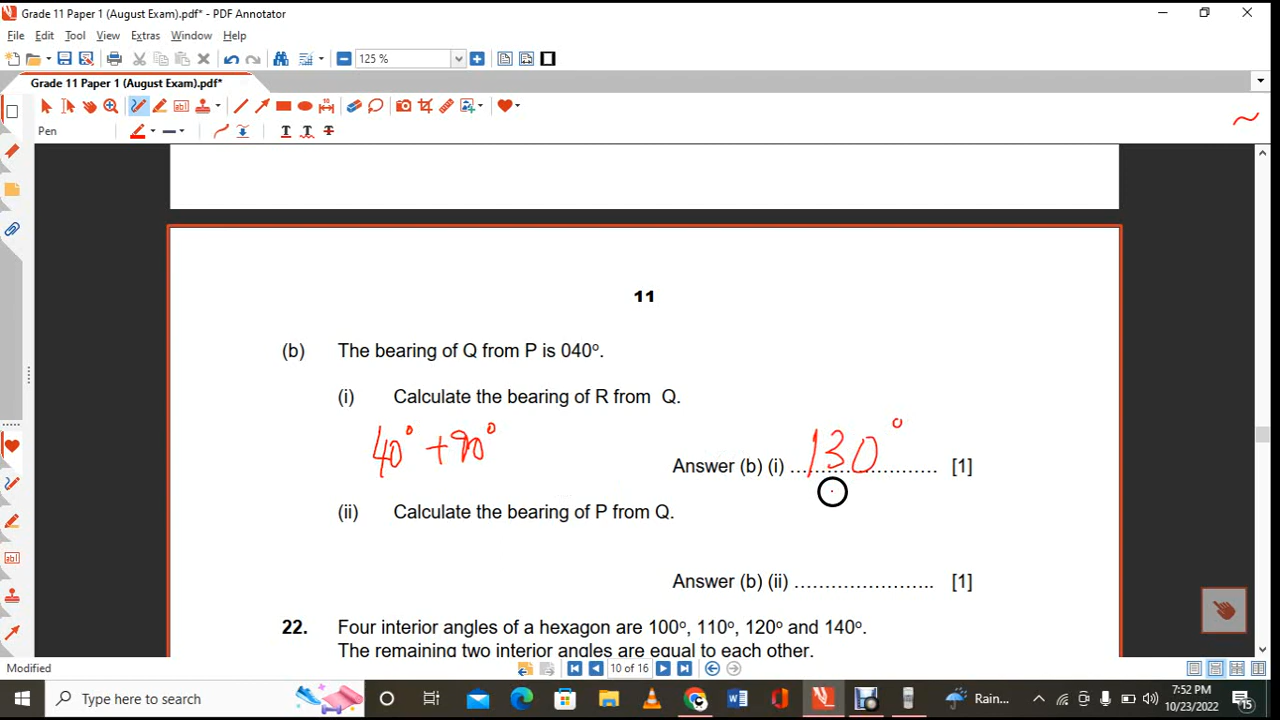 Grade 11 Paper 1 (August Exam).pdf* - PDF Annotator
File Edit Tool View Extras Window Help
125 %
Grade 11 Paper 1 (August Exam).pdf*
Pen
T T T
11
(b) The bearing of Q from P is 040°.
(i) Calculate the bearing of R from Q.
40° + 90°
130°
Answer (b) (i) ........................ [1]
(ii) Calculate the bearing of P from Q.
Answer (b) (ii) ........................ [1]
22. Four interior angles of a hexagon are 100°, 110°, 120° and 140°.
The remaining two interior angles are equal to each other.
Modified
10 of 16
Type here to search
Rain...
7:52 PM
10/23/2022
15